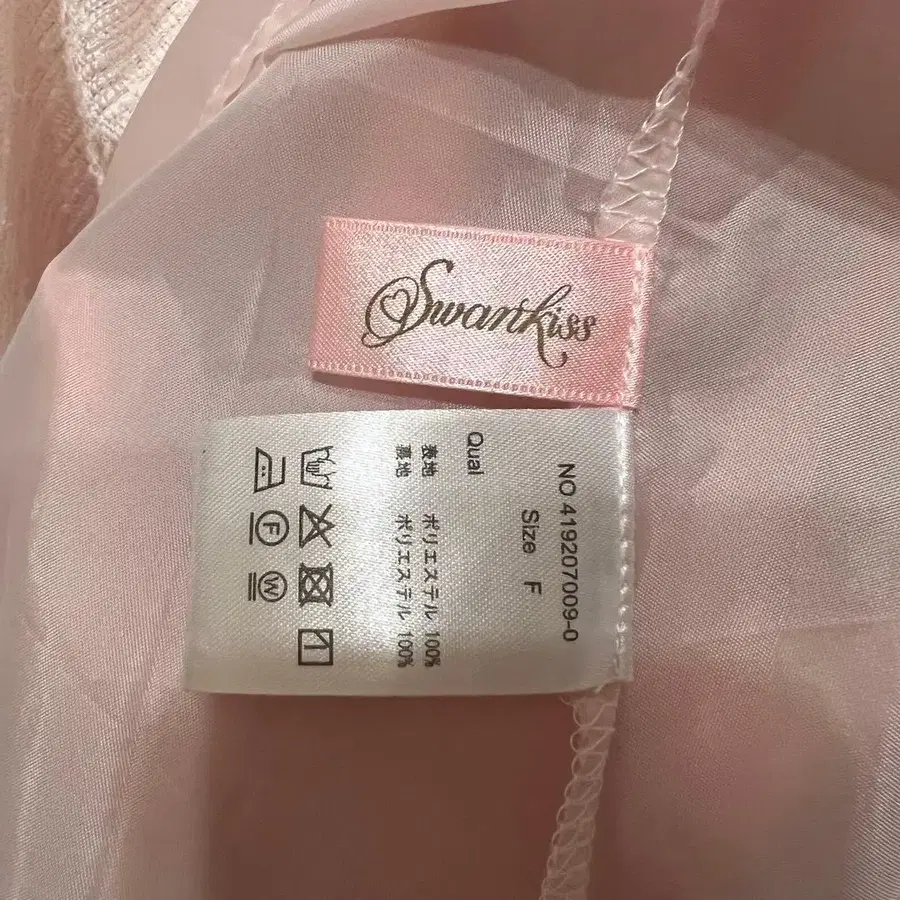 Swankiss
NO 419207009-0
Size F
Qual
表地 ポリエステル 100%
裏地 ポリエステル 100%
F
W